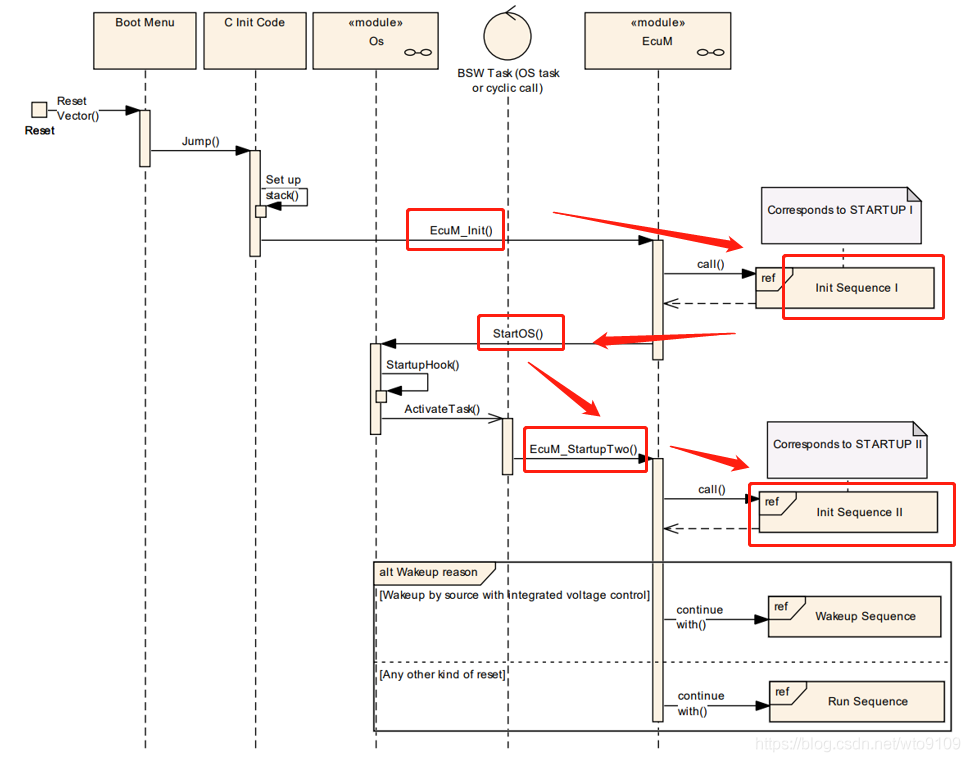 Boot Menu
C Init Code
«module»
Os
BSW Task (OS task
or cyclic call)
«module»
EcuM
Reset
Vector()
Reset
Jump()
Set up
stack()
EcuM_Init()
Corresponds to STARTUP I
call()
ref
Init Sequence I
StartOS()
StartupHook()
ActivateTask()
EcuM_StartupTwo()
Corresponds to STARTUP II
call()
ref
Init Sequence II
alt Wakeup reason
[Wakeup by source with integrated voltage control]
continue
with()
ref
Wakeup Sequence
[Any other kind of reset]
continue
with()
ref
Run Sequence
https://blog.csdn.net/wto9109